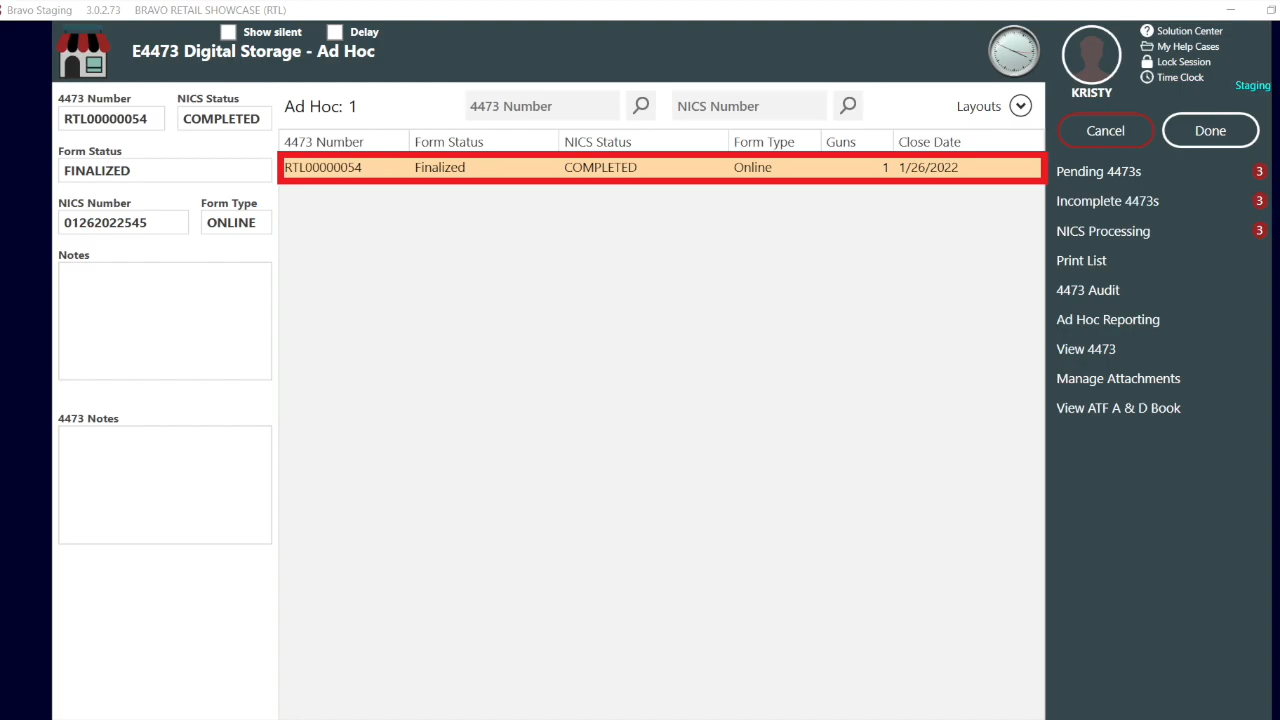 Bravo Staging 3.0.2.73 BRAVO RETAIL SHOWCASE (RTL)
Show silent Delay
E4473 Digital Storage - Ad Hoc
Solution Center
My Help Cases
Lock Session
Time Clock
KRISTY
Staging
4473 Number NICS Status
RTL00000054 COMPLETED
Form Status
FINALIZED
NICS Number Form Type
01262022545 ONLINE
Notes
4473 Notes
Ad Hoc: 1 4473 Number NICS Number Layouts
4473 Number Form Status NICS Status Form Type Guns Close Date
RTL00000054 Finalized COMPLETED Online 1 1/26/2022
Cancel Done
Pending 4473s 3
Incomplete 4473s 3
NICS Processing 3
Print List
4473 Audit
Ad Hoc Reporting
View 4473
Manage Attachments
View ATF A & D Book